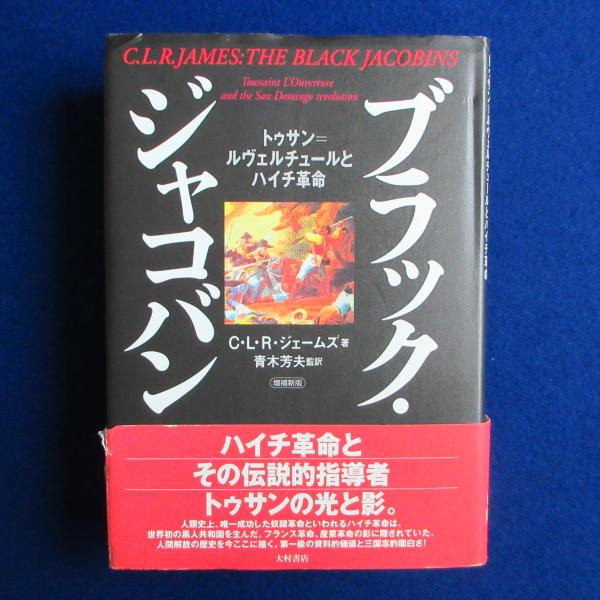 C.L.R.JAMES:THE BLACK JACOBINS
Toussaint L'Ouverture
and the San Domingo revolution
ブラック・
ジャコバン
トゥサン＝
ルヴェルチュールと
ハイチ革命
C・L・R・ジェームズ著
青木芳夫監訳
増補新版
ハイチ革命と
その伝説的指導者
トゥサンの光と影。
人類史上、唯一成功した奴隷革命といわれるハイチ革命は、
世界初の黒人共和国を生んだ。フランス革命、産業革命の影に隠されていた、
人間解放の歴史を今ここに描く。第一級の資料的価値と三国志的面白さ!
大村書店